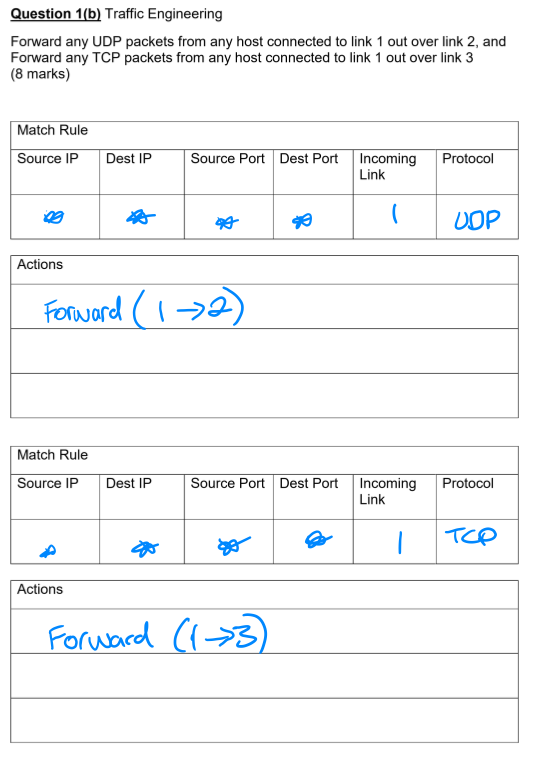 Question 1(b) Traffic Engineering
Forward any UDP packets from any host connected to link 1 out over link 2, and
Forward any TCP packets from any host connected to link 1 out over link 3
(8 marks)
Match Rule
Source IP Dest IP Source Port Dest Port Incoming Link Protocol
* * * * 1 UDP
Actions
Forward (1 →2)
Match Rule
Source IP Dest IP Source Port Dest Port Incoming Link Protocol
* * * * 1 TCP
Actions
Forward (1→3)